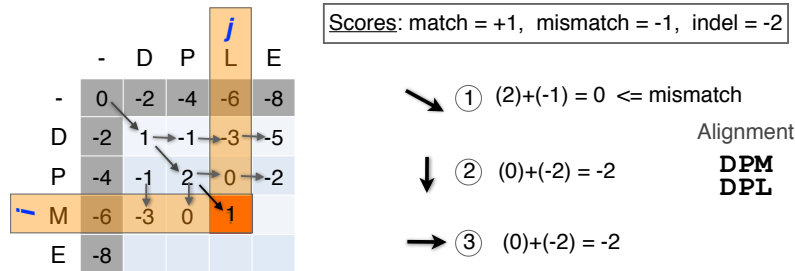 Scores: match = +1, mismatch = -1, indel = -2
j
- D P L E
- 0 -2 -4 -6 -8
D -2 1 -1 -3 -5
P -4 -1 2 0 -2
i M -6 -3 0 1
E -8
1 (2)+(-1) = 0 <= mismatch
Alignment
2 (0)+(-2) = -2
DPM
DPL
3 (0)+(-2) = -2